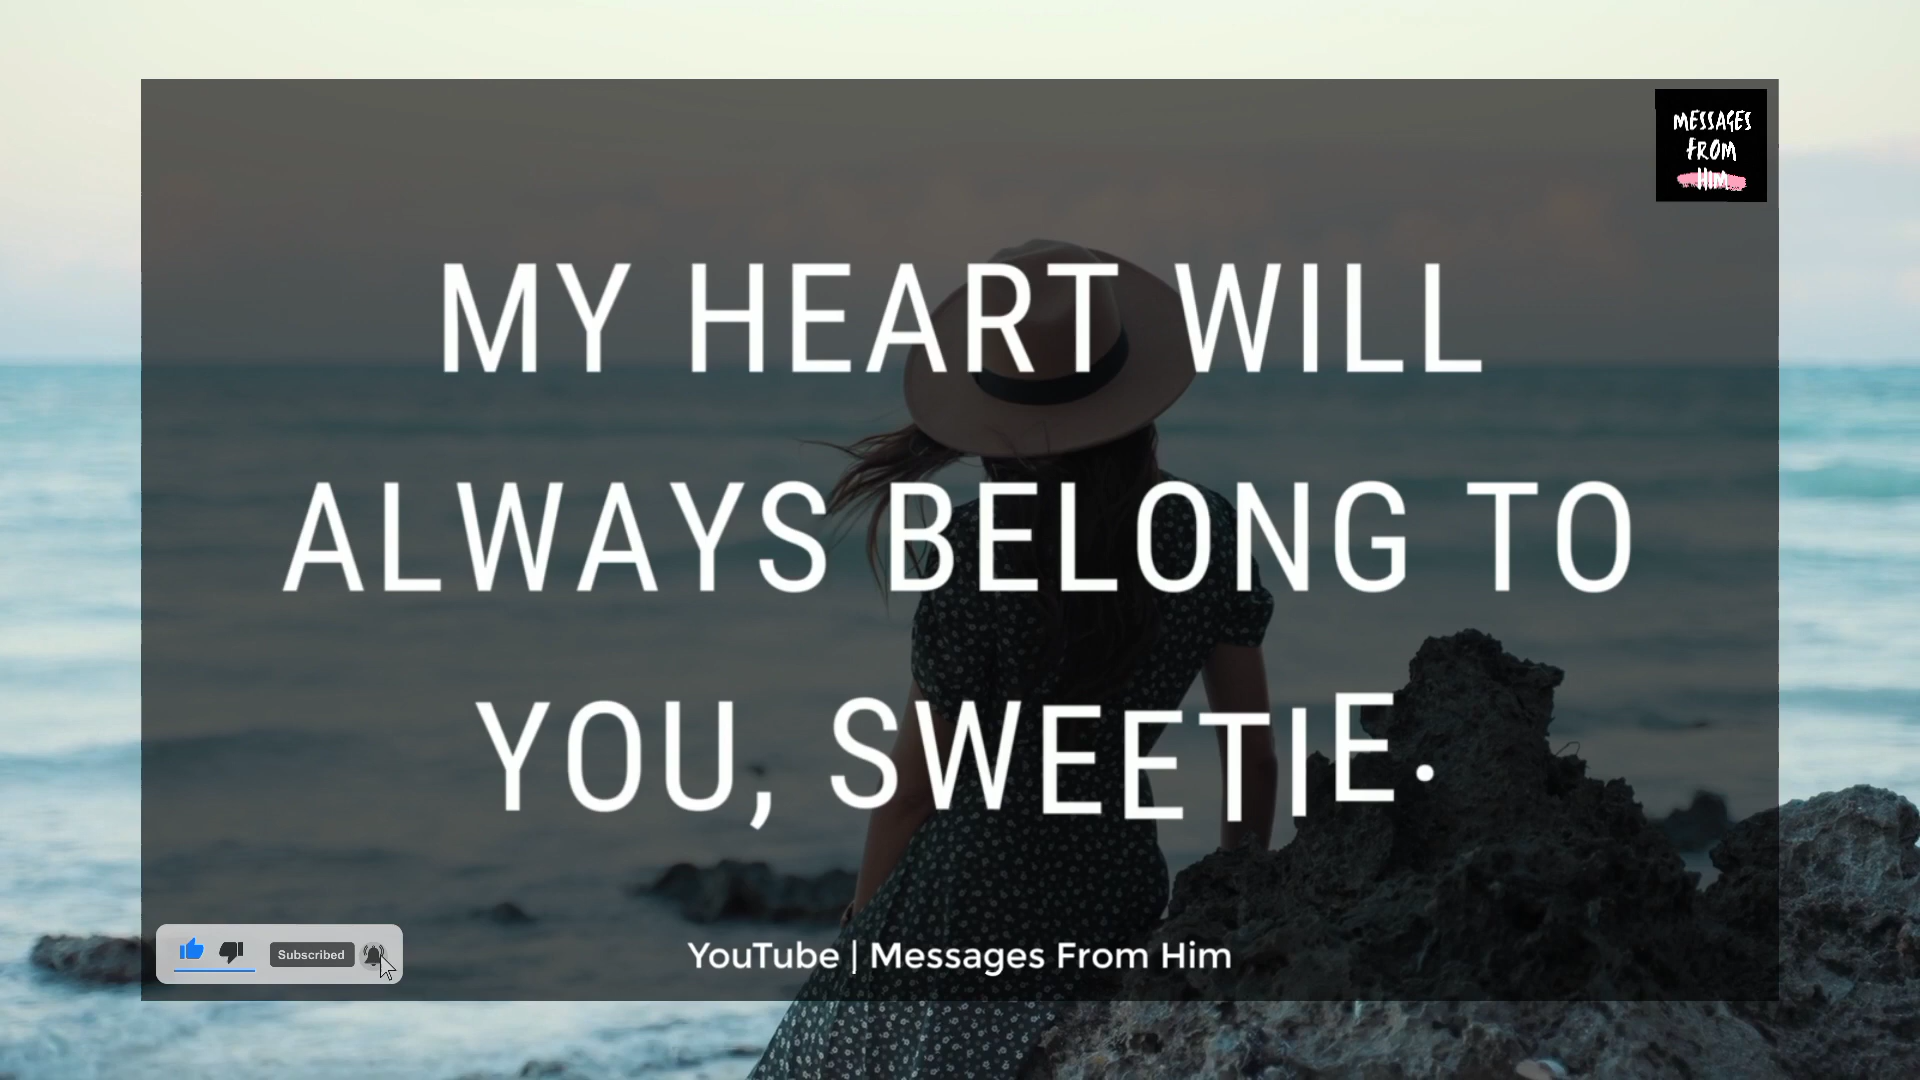 MESSAGES
FROM
HIM
MY HEART WILL
ALWAYS BELONG TO
YOU, SWEETIE.
Subscribed
YouTube | Messages From Him